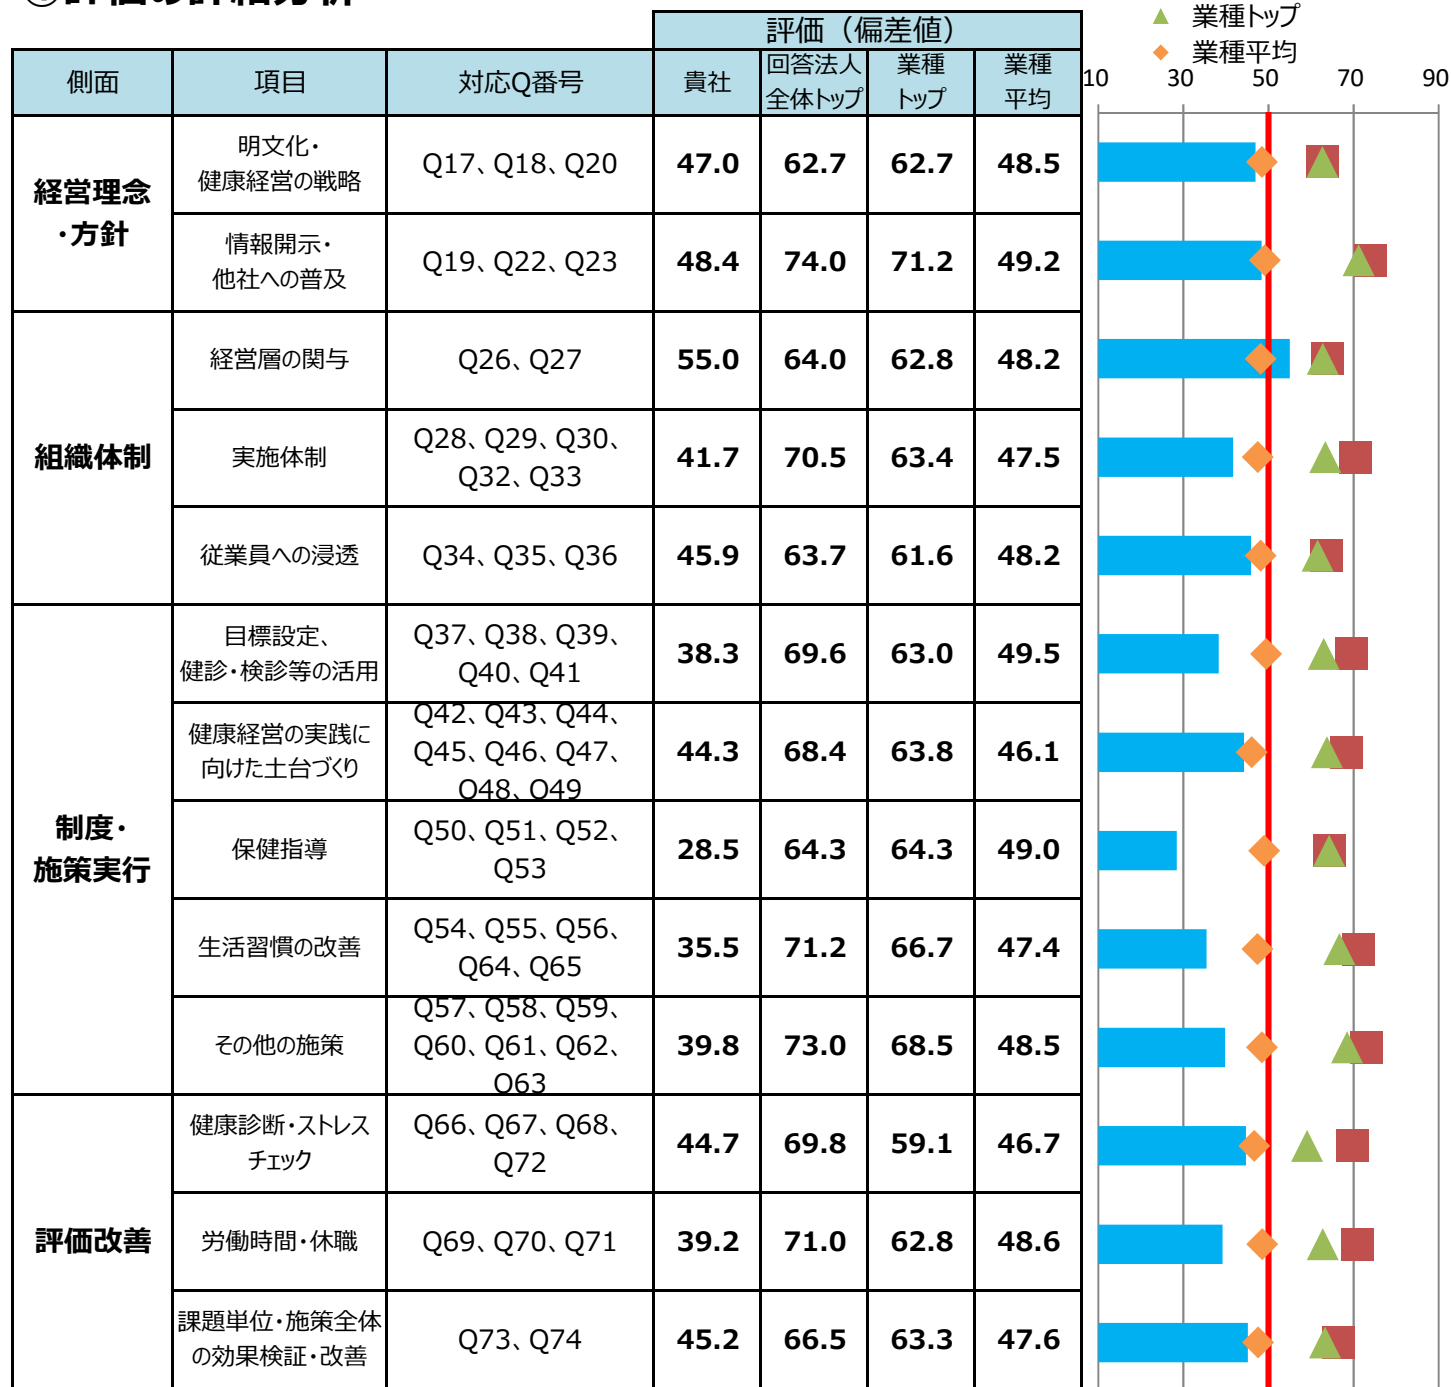 ▲ 業種トップ
◆ 業種平均
評価（偏差値）
側面 項目 対応Q番号 貴社 回答法人 業種 業種
全体トップ トップ 平均
10 30 50 70 90
経営理念
・方針
明文化・
健康経営の戦略
Q17、Q18、Q20 47.0 62.7 62.7 48.5
情報開示・
他社への普及
Q19、Q22、Q23 48.4 74.0 71.2 49.2
組織体制
経営層の関与 Q26、Q27 55.0 64.0 62.8 48.2
実施体制
Q28、Q29、Q30、
Q32、Q33
41.7 70.5 63.4 47.5
従業員への浸透 Q34、Q35、Q36 45.9 63.7 61.6 48.2
制度・
施策実行
目標設定、
健診・検診等の活用
Q37、Q38、Q39、
Q40、Q41
38.3 69.6 63.0 49.5
健康経営の実践に
向けた土台づくり
Q42、Q43、Q44、
Q45、Q46、Q47、
Q48、Q49
44.3 68.4 63.8 46.1
保健指導
Q50、Q51、Q52、
Q53
28.5 64.3 64.3 49.0
生活習慣の改善
Q54、Q55、Q56、
Q64、Q65
35.5 71.2 66.7 47.4
その他の施策
Q57、Q58、Q59、
Q60、Q61、Q62、
Q63
39.8 73.0 68.5 48.5
評価改善
健康診断・ストレス
チェック
Q66、Q67、Q68、
Q72
44.7 69.8 59.1 46.7
労働時間・休職 Q69、Q70、Q71 39.2 71.0 62.8 48.6
課題単位・施策全体
の効果検証・改善
Q73、Q74 45.2 66.5 63.3 47.6